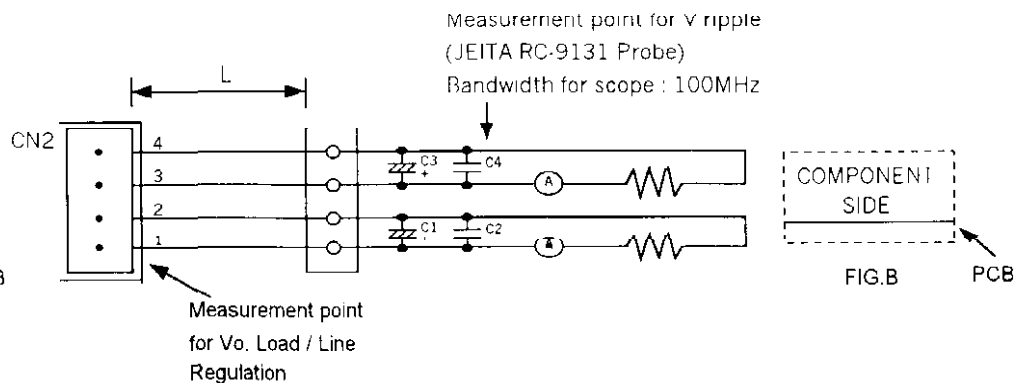 Measurement point for V ripple
(JEITA RC-9131 Probe)
Bandwidth for scope : 100MHz
L
CN2
4
3
2
1
C3
+
C4
A
C1
C2
A
COMPONENT
SIDE
FIG.B
PCB
B
Measurement point
for Vo. Load / Line
Regulation